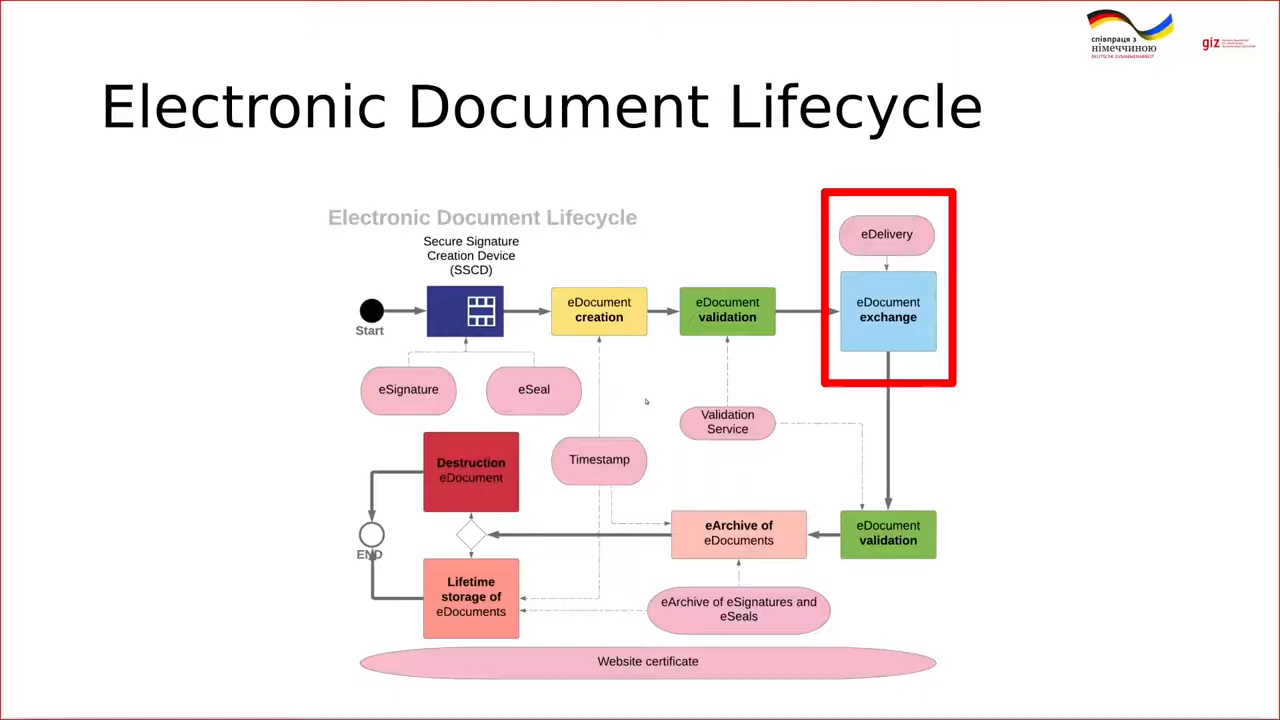 співпраця з
німеччиною
DEUTSCHE ZUSAMMENARBEIT
giz
Electronic Document Lifecycle
Electronic Document Lifecycle
Secure Signature
Creation Device
(SSCD)
eDelivery
Start
eDocument
creation
eDocument
validation
eDocument
exchange
eSignature
eSeal
Validation
Service
Timestamp
Destruction
eDocument
END
eArchive of
eDocuments
eDocument
validation
Lifetime
storage of
eDocuments
eArchive of eSignatures and
eSeals
Website certificate